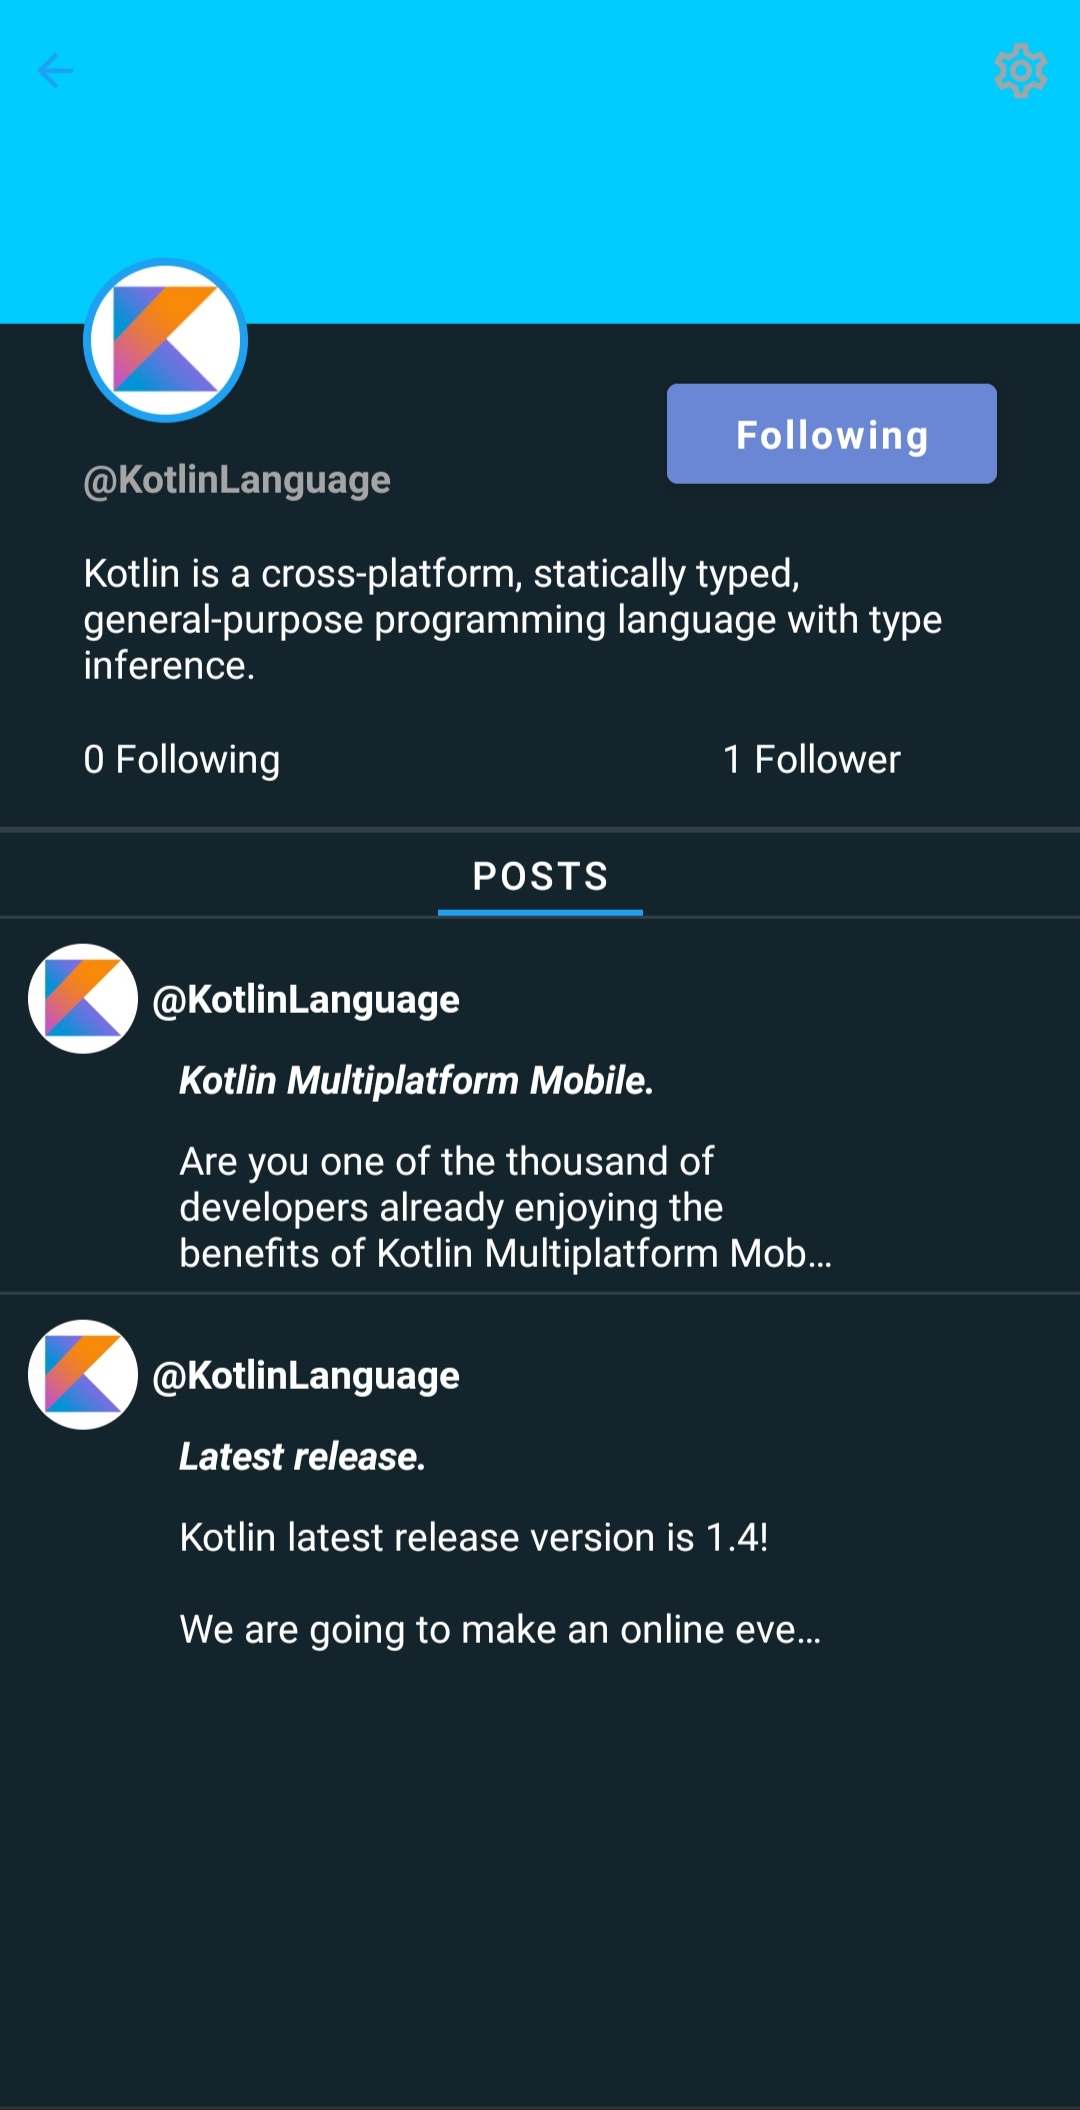 @KotlinLanguage
Following
Kotlin is a cross-platform, statically typed,
general-purpose programming language with type
inference.
0 Following
1 Follower
POSTS
@KotlinLanguage
Kotlin Multiplatform Mobile.
Are you one of the thousand of
developers already enjoying the
benefits of Kotlin Multiplatform Mob...
@KotlinLanguage
Latest release.
Kotlin latest release version is 1.4!
We are going to make an online eve...